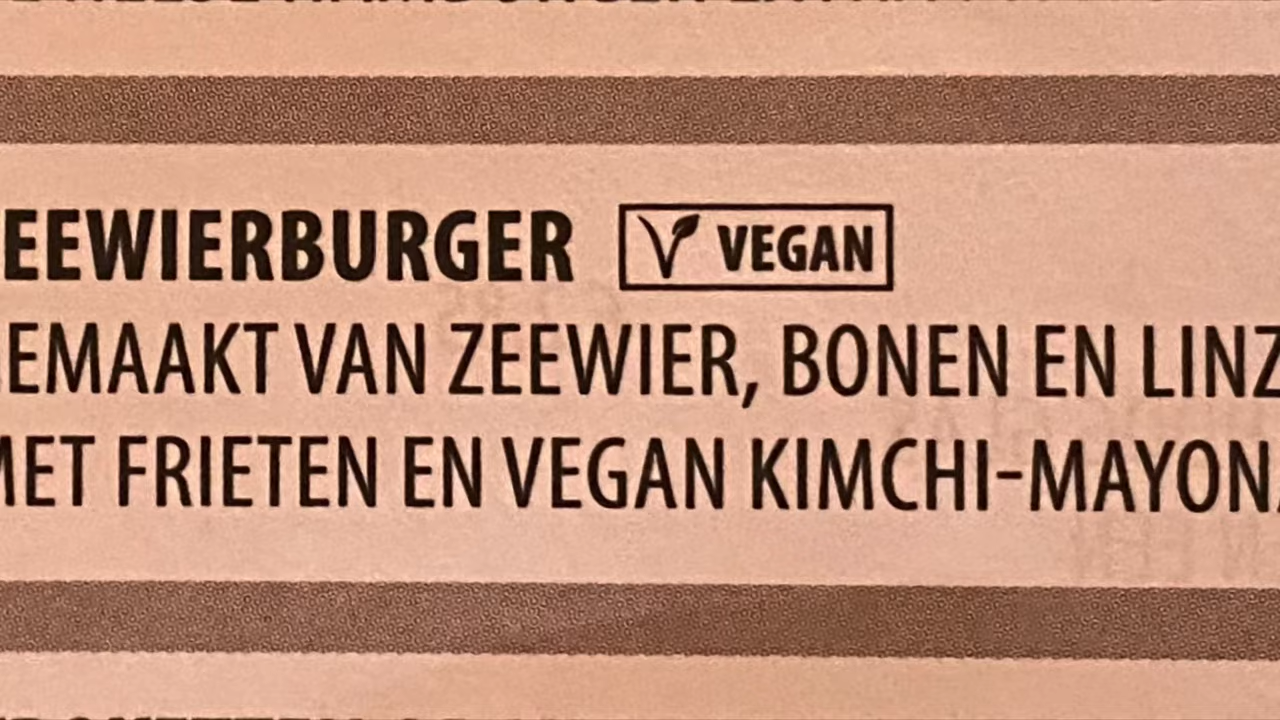 EEWIERBURGER VEGAN
EMAAKT VAN ZEEWIER, BONEN EN LINZ
MET FRIETEN EN VEGAN KIMCHI-MAYON